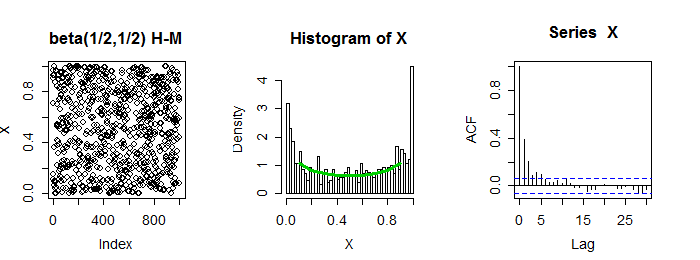 beta(1/2,1/2) H-M
X
0.0 0.4 0.8
0 400 800
Index
Histogram of X
Density
0 1 2 3 4
0.0 0.4 0.8
X
Series X
ACF
0.0 0.4 0.8
0 5 15 25
Lag